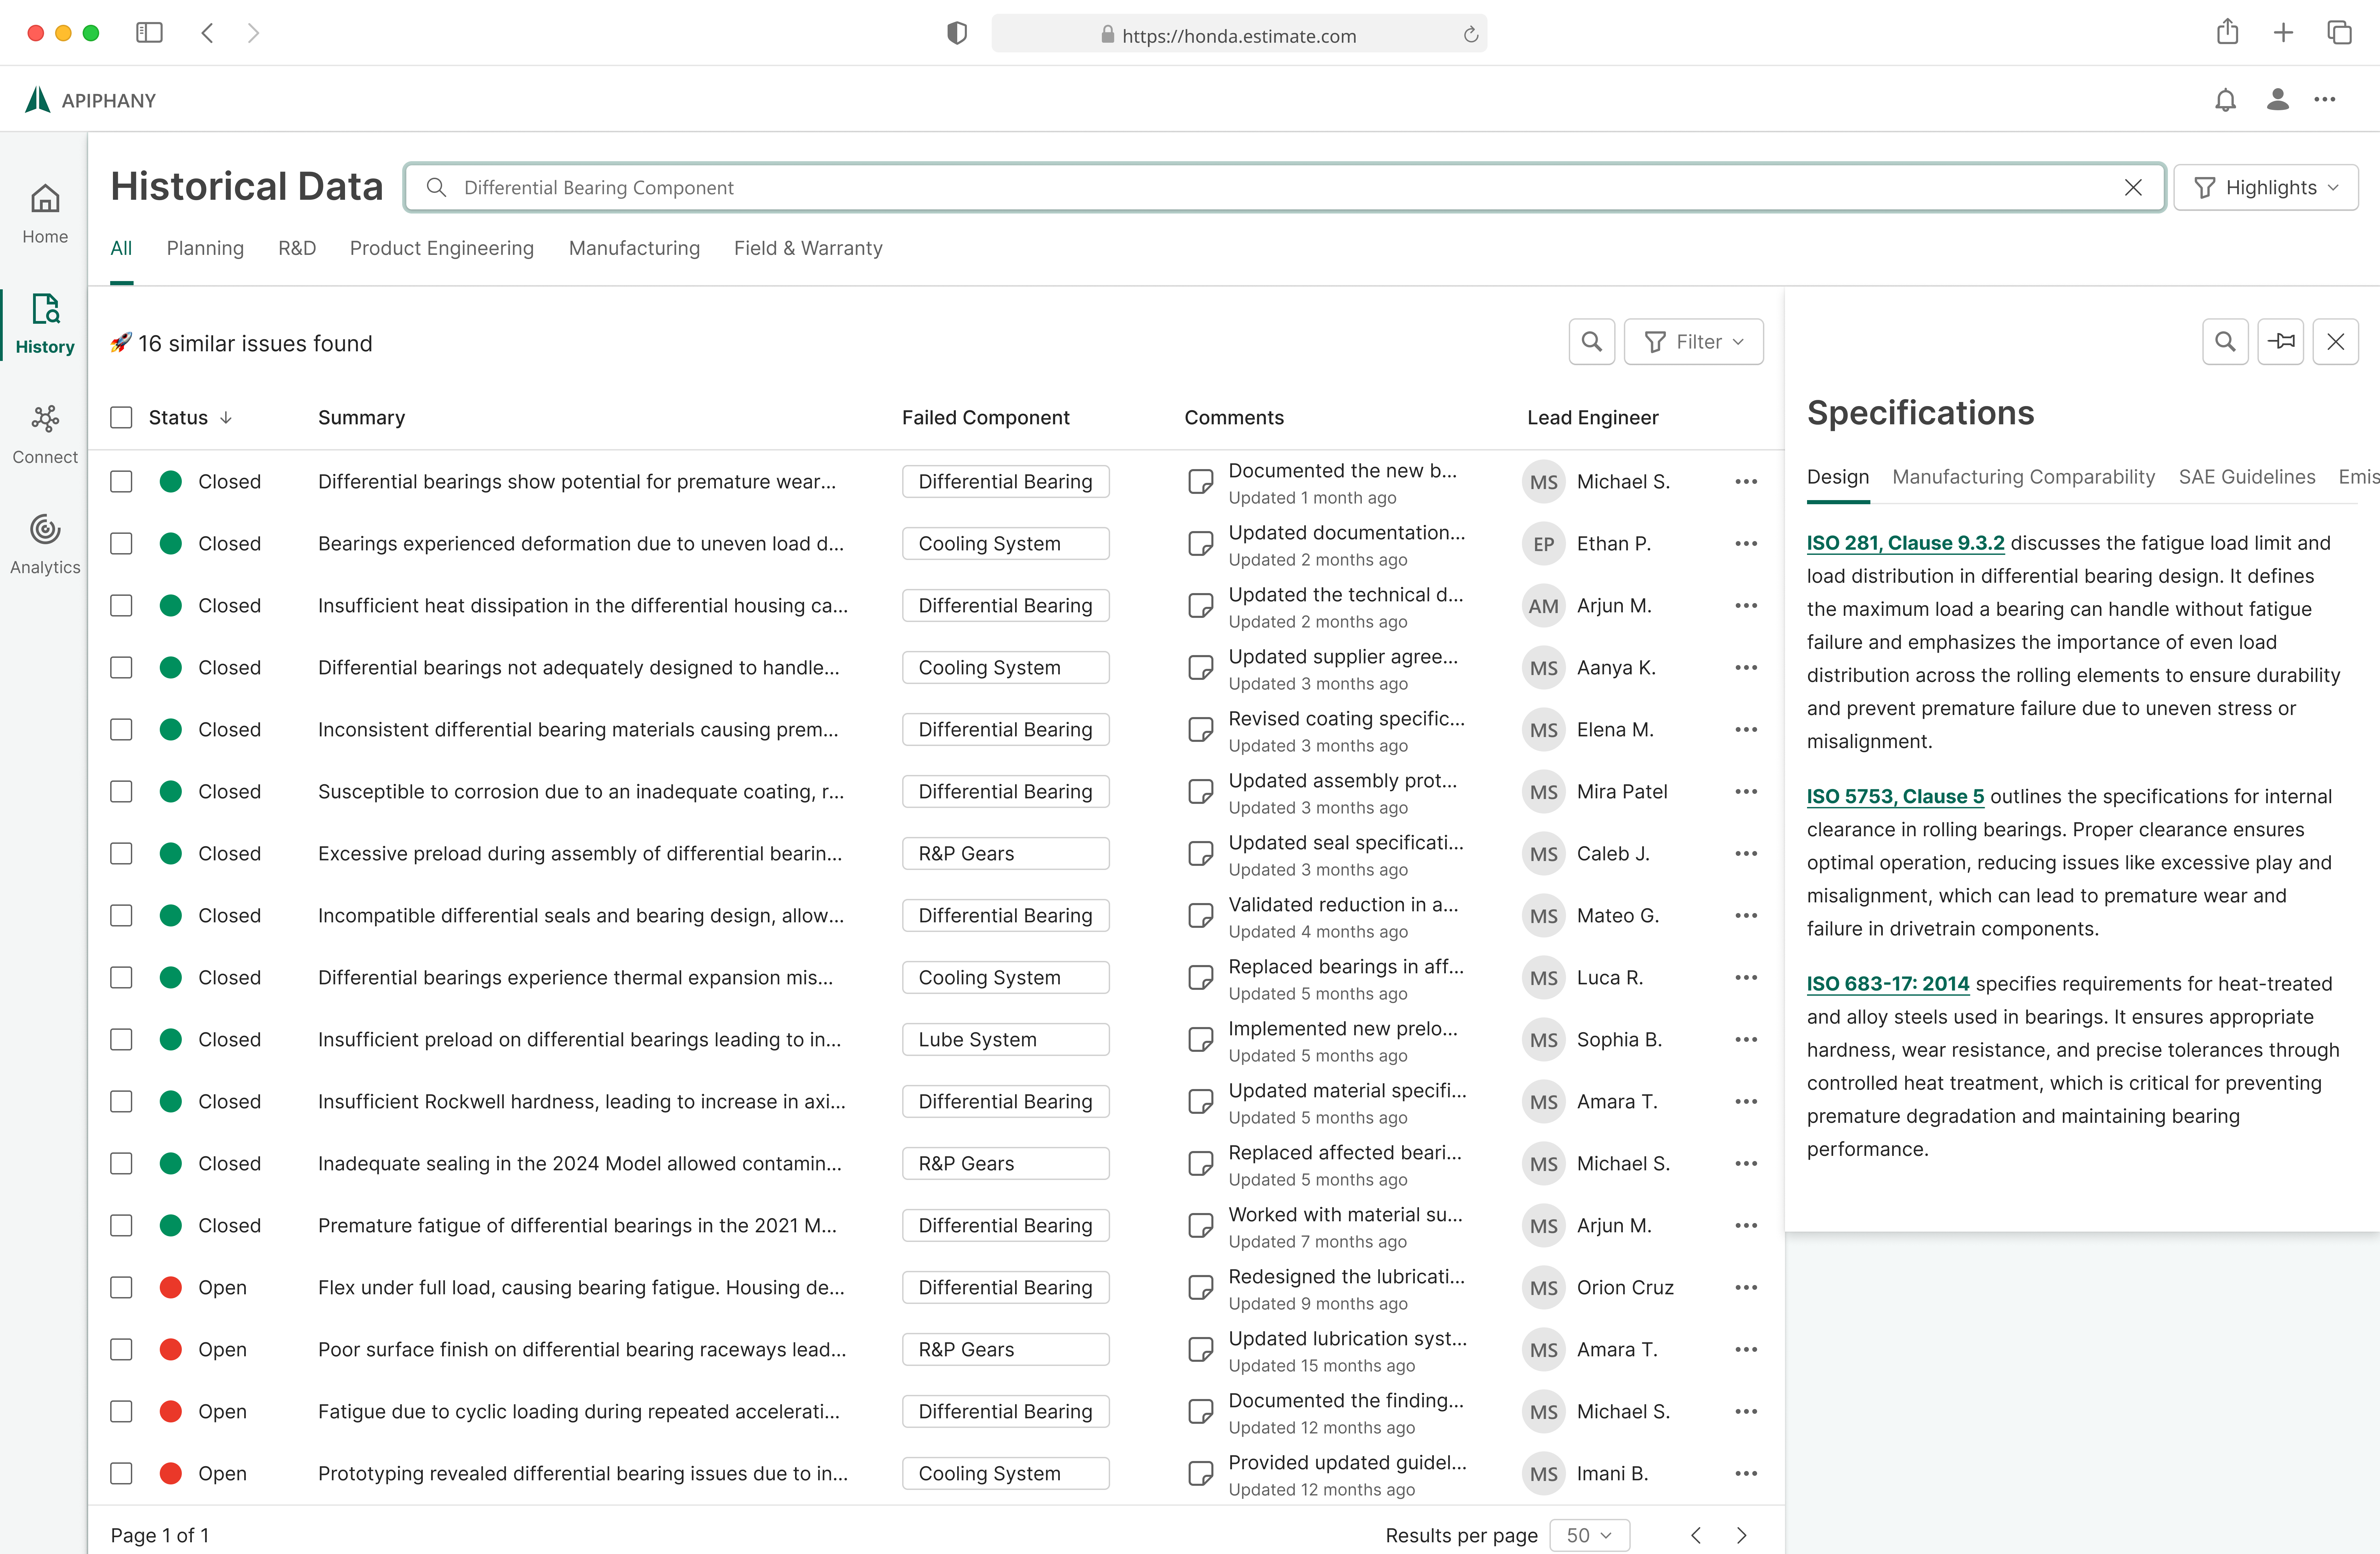 https://honda.estimate.com
APIPHANY
Historical Data
Differential Bearing Component
Highlights
Home
History
Connect
Analytics
All Planning R&D Product Engineering Manufacturing Field & Warranty
🚀 16 similar issues found
Filter
Status Summary Failed Component Comments Lead Engineer
Closed Differential bearings show potential for premature wear... Differential Bearing Documented the new b... MS Michael S.
Updated 1 month ago
Closed Bearings experienced deformation due to uneven load d... Cooling System Updated documentation... EP Ethan P.
Updated 2 months ago
Closed Insufficient heat dissipation in the differential housing ca... Differential Bearing Updated the technical d... AM Arjun M.
Updated 2 months ago
Closed Differential bearings not adequately designed to handle... Cooling System Updated supplier agree... MS Aanya K.
Updated 3 months ago
Closed Inconsistent differential bearing materials causing prem... Differential Bearing Revised coating specific... MS Elena M.
Updated 3 months ago
Closed Susceptible to corrosion due to an inadequate coating, r... Differential Bearing Updated assembly prot... MS Mira Patel
Updated 3 months ago
Closed Excessive preload during assembly of differential bearin... R&P Gears Updated seal specificati... MS Caleb J.
Updated 3 months ago
Closed Incompatible differential seals and bearing design, allow... Differential Bearing Validated reduction in a... MS Mateo G.
Updated 4 months ago
Closed Differential bearings experience thermal expansion mis... Cooling System Replaced bearings in aff... MS Luca R.
Updated 5 months ago
Closed Insufficient preload on differential bearings leading to in... Lube System Implemented new prelo... MS Sophia B.
Updated 5 months ago
Closed Insufficient Rockwell hardness, leading to increase in axi... Differential Bearing Updated material specifi... MS Amara T.
Updated 5 months ago
Closed Inadequate sealing in the 2024 Model allowed contamin... R&P Gears Replaced affected beari... MS Michael S.
Updated 5 months ago
Closed Premature fatigue of differential bearings in the 2021 M... Differential Bearing Worked with material su... MS Arjun M.
Updated 7 months ago
Open Flex under full load, causing bearing fatigue. Housing de... Differential Bearing Redesigned the lubricati... MS Orion Cruz
Updated 9 months ago
Open Poor surface finish on differential bearing raceways lead... R&P Gears Updated lubrication syst... MS Amara T.
Updated 15 months ago
Open Fatigue due to cyclic loading during repeated accelerati... Differential Bearing Documented the finding... MS Michael S.
Updated 12 months ago
Open Prototyping revealed differential bearing issues due to in... Cooling System Provided updated guidel... MS Imani B.
Updated 12 months ago
Page 1 of 1
Results per page 50
Specifications
Design Manufacturing Comparability SAE Guidelines Emis
ISO 281, Clause 9.3.2 discusses the fatigue load limit and
load distribution in differential bearing design. It defines
the maximum load a bearing can handle without fatigue
failure and emphasizes the importance of even load
distribution across the rolling elements to ensure durability
and prevent premature failure due to uneven stress or
misalignment.
ISO 5753, Clause 5 outlines the specifications for internal
clearance in rolling bearings. Proper clearance ensures
optimal operation, reducing issues like excessive play and
misalignment, which can lead to premature wear and
failure in drivetrain components.
ISO 683-17: 2014 specifies requirements for heat-treated
and alloy steels used in bearings. It ensures appropriate
hardness, wear resistance, and precise tolerances through
controlled heat treatment, which is critical for preventing
premature degradation and maintaining bearing
performance.